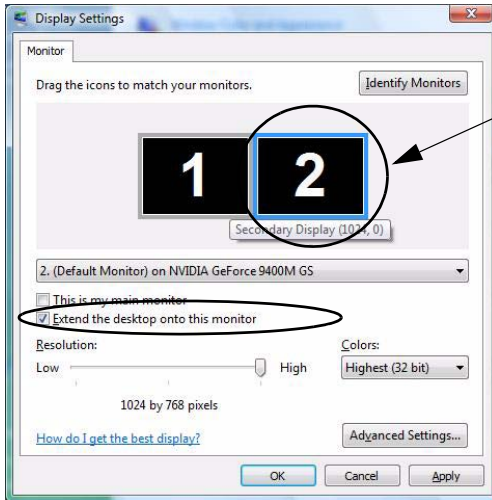 Display Settings
Monitor
Drag the icons to match your monitors.
Identify Monitors
1 2
Secondary Display (1024, 0)
2. (Default Monitor) on NVIDIA GeForce 9400M GS
This is my main monitor
Extend the desktop onto this monitor
Resolution:
Colors:
Low High
Highest (32 bit)
1024 by 768 pixels
How do I get the best display?
Advanced Settings...
OK Cancel Apply